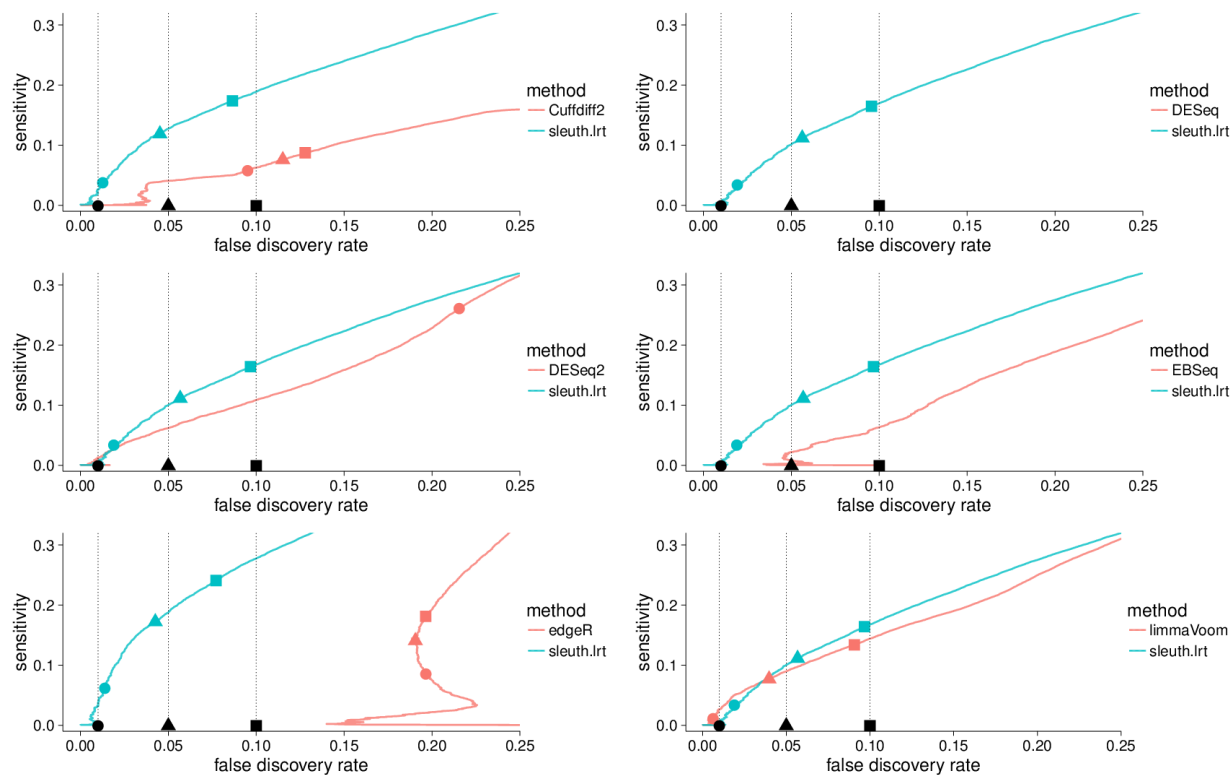 sensitivity
0.3
0.2
0.1
0.0
0.00 0.05 0.10 0.15 0.20 0.25
false discovery rate
method
Cuffdiff2
sleuth.lrt
sensitivity
0.3
0.2
0.1
0.0
0.00 0.05 0.10 0.15 0.20 0.25
false discovery rate
method
DESeq
sleuth.lrt
sensitivity
0.3
0.2
0.1
0.0
0.00 0.05 0.10 0.15 0.20 0.25
false discovery rate
method
DESeq2
sleuth.lrt
sensitivity
0.3
0.2
0.1
0.0
0.00 0.05 0.10 0.15 0.20 0.25
false discovery rate
method
EBSeq
sleuth.lrt
sensitivity
0.3
0.2
0.1
0.0
0.00 0.05 0.10 0.15 0.20 0.25
false discovery rate
method
edgeR
sleuth.lrt
sensitivity
0.3
0.2
0.1
0.0
0.00 0.05 0.10 0.15 0.20 0.25
false discovery rate
method
limmaVoom
sleuth.lrt